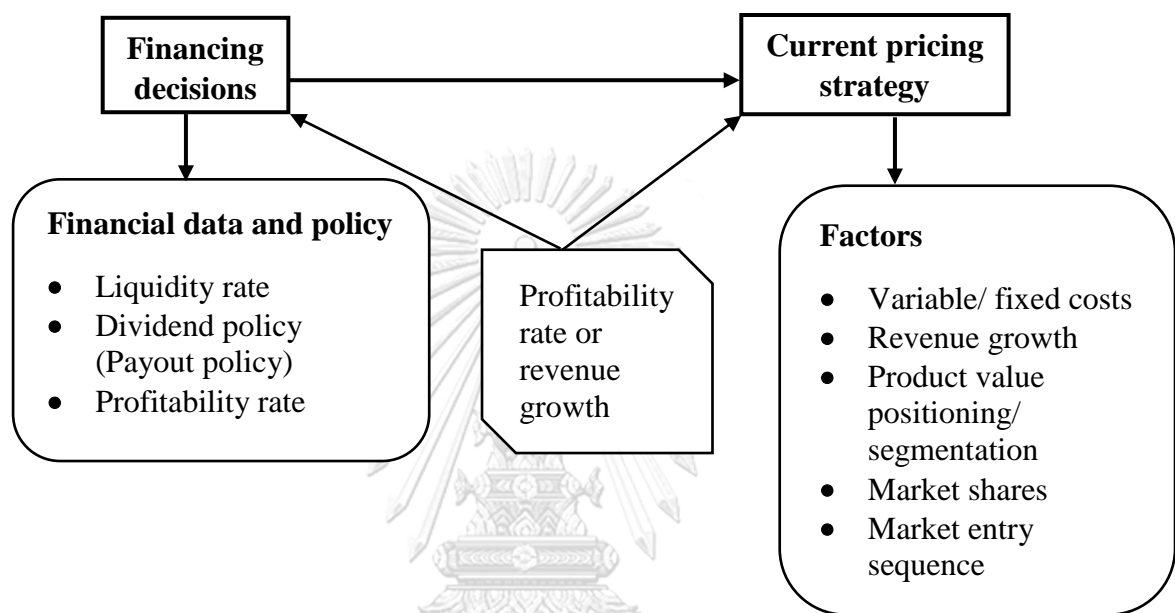 Financing
decisions
Current pricing
strategy
Financial data and policy
● Liquidity rate
● Dividend policy
(Payout policy)
● Profitability rate
Profitability
rate or
revenue
growth
Factors
● Variable/ fixed costs
● Revenue growth
● Product value
positioning/
segmentation
● Market shares
● Market entry
sequence